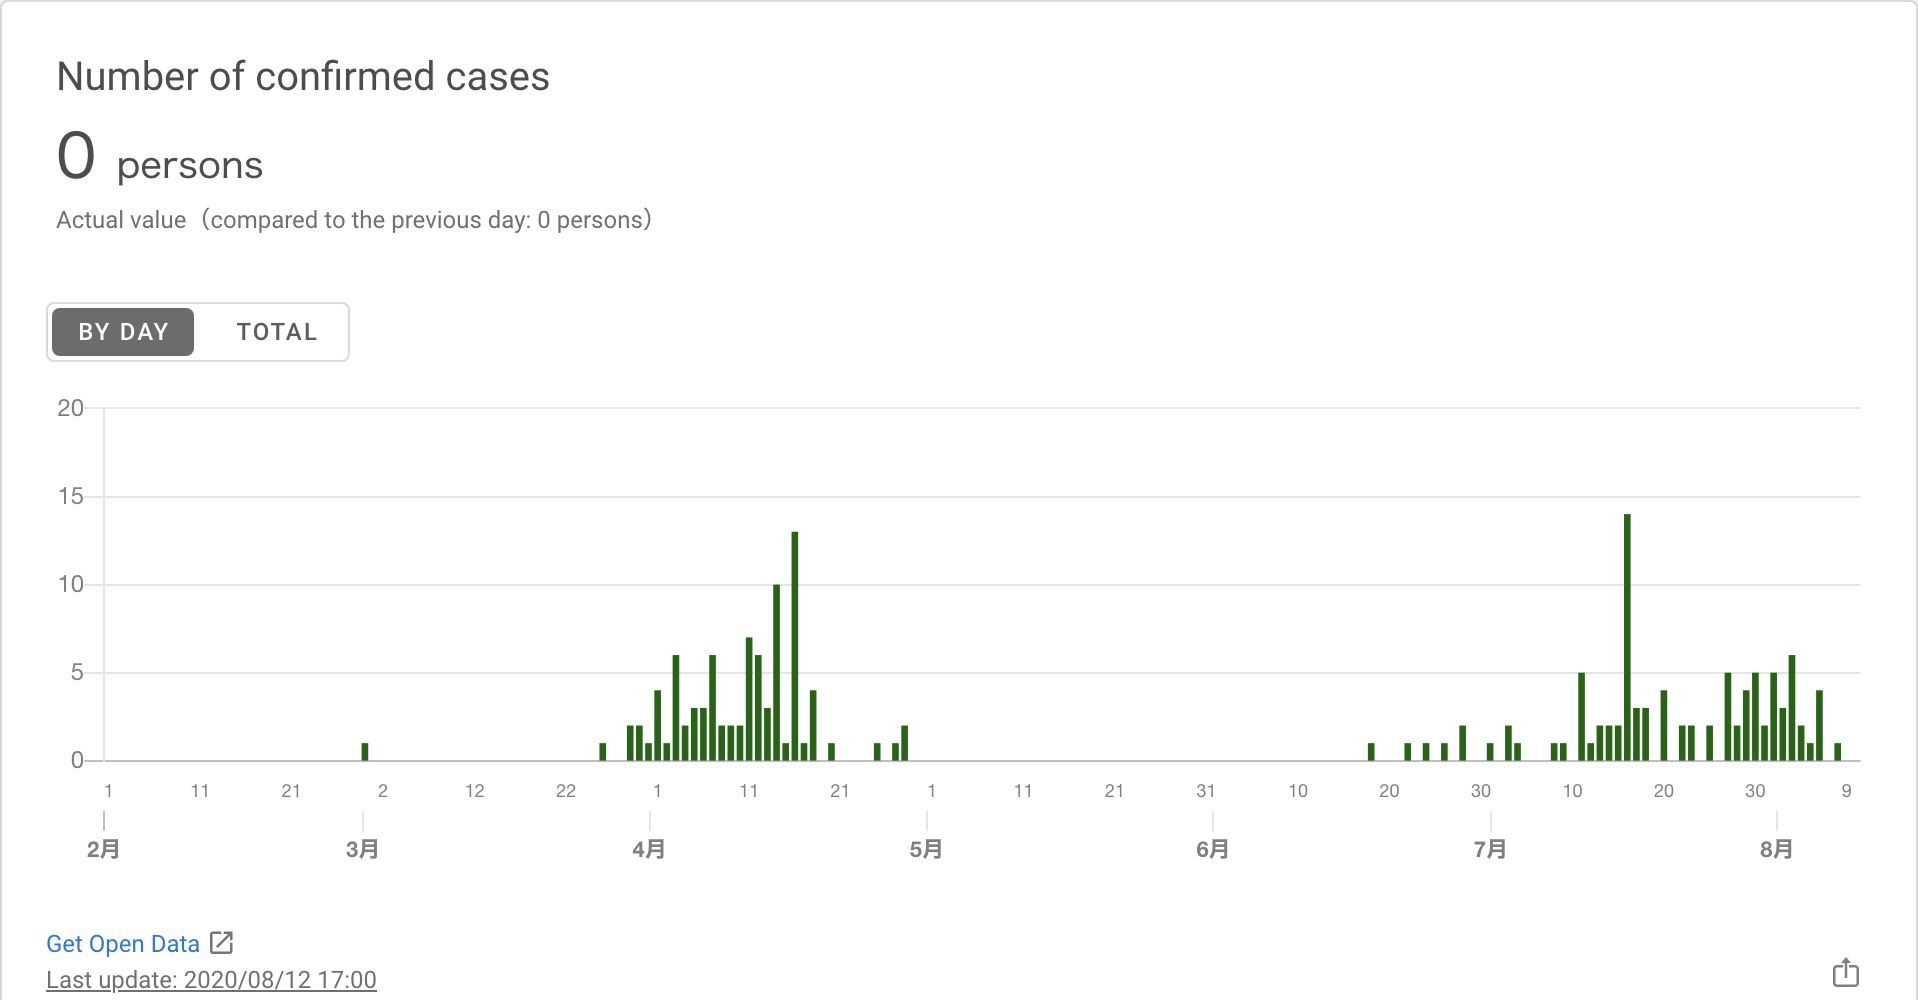 Number of confirmed cases
0 persons
Actual value（compared to the previous day: 0 persons）
BY DAY TOTAL
20
15
10
5
0
1 11 21 2 12 22 1 11 21 1 11 21 31 10 20 30 10 20 30 9
2月 3月 4月 5月 6月 7月 8月
Get Open Data
Last update: 2020/08/12 17:00